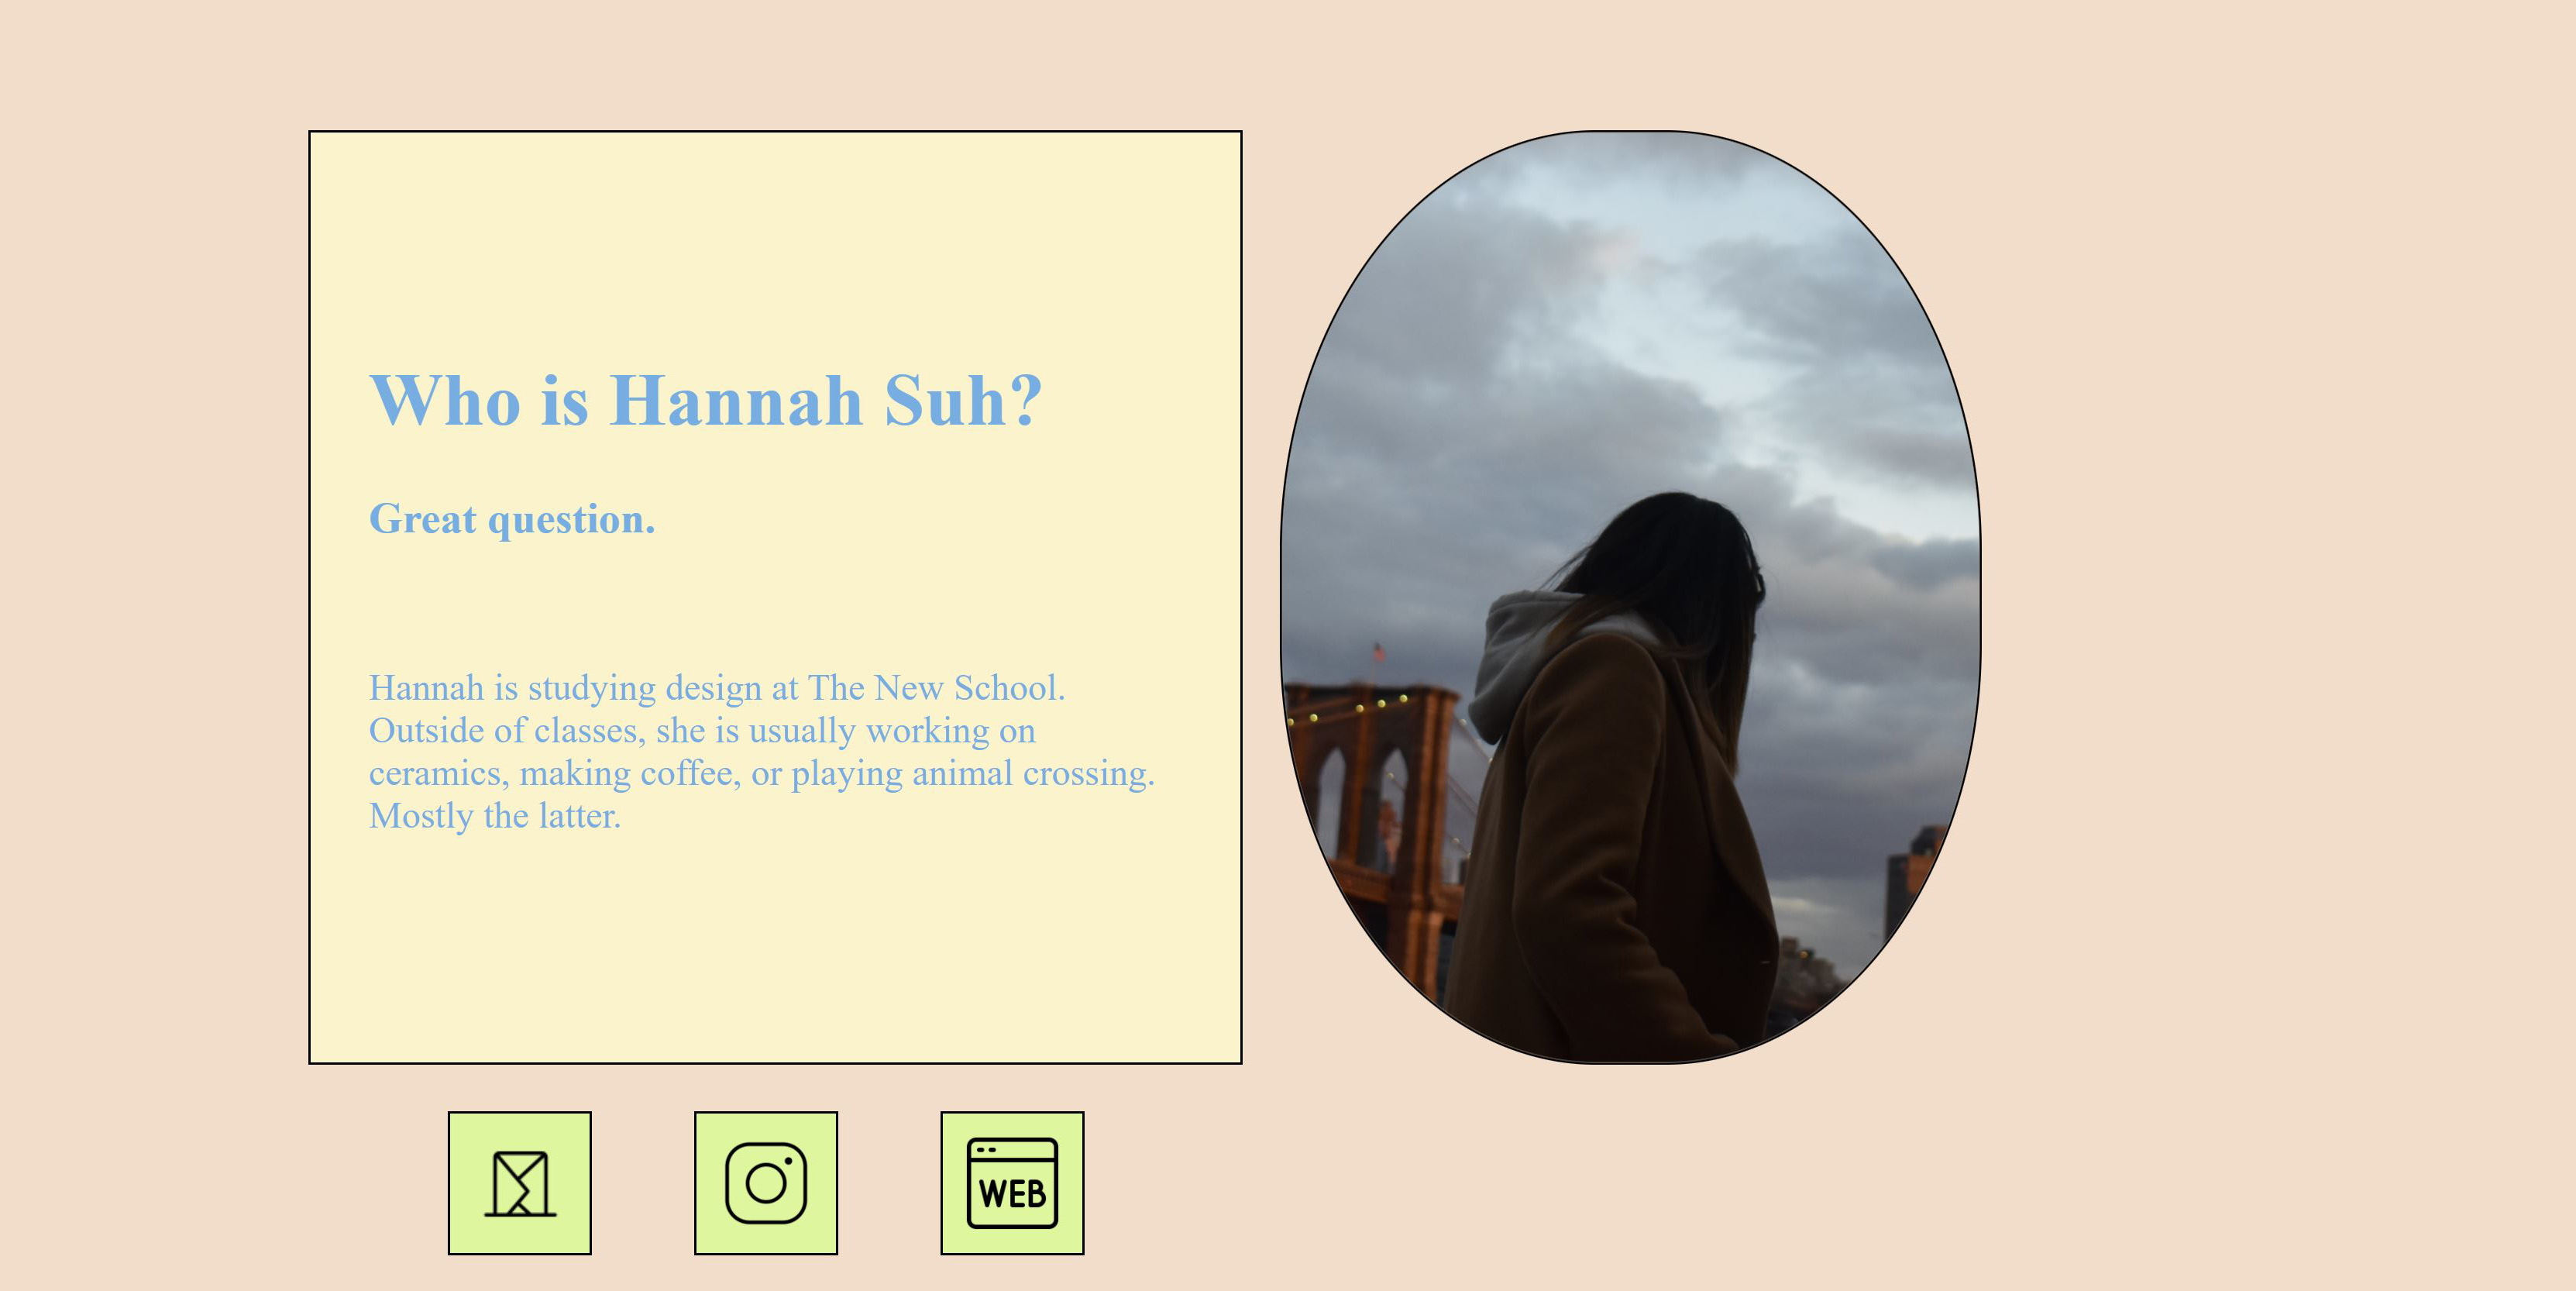 Who is Hannah Suh?
Great question.
Hannah is studying design at The New School.
Outside of classes, she is usually working on
ceramics, making coffee, or playing animal crossing.
Mostly the latter.
WEB